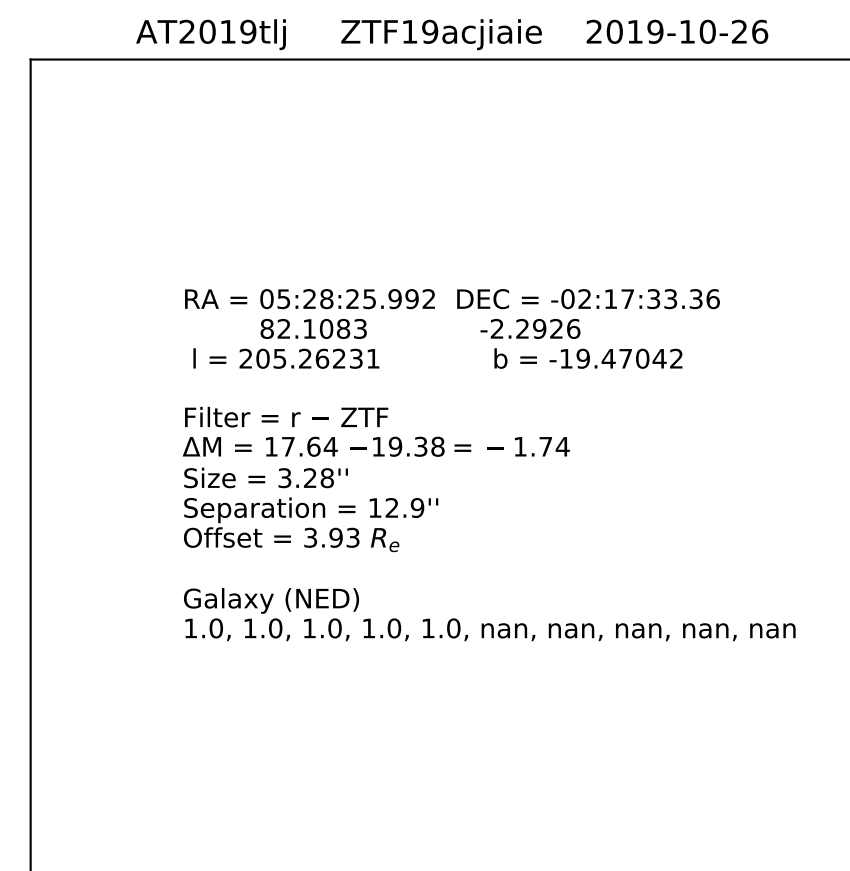 AT2019tlj ZTF19acjiaie 2019-10-26
RA = 05:28:25.992 DEC = -02:17:33.36
82.1083 -2.2926
l = 205.26231 b = -19.47042
Filter = r − ZTF
ΔM = 17.64 −19.38 = − 1.74
Size = 3.28''
Separation = 12.9''
Offset = 3.93 Re
Galaxy (NED)
1.0, 1.0, 1.0, 1.0, 1.0, nan, nan, nan, nan, nan